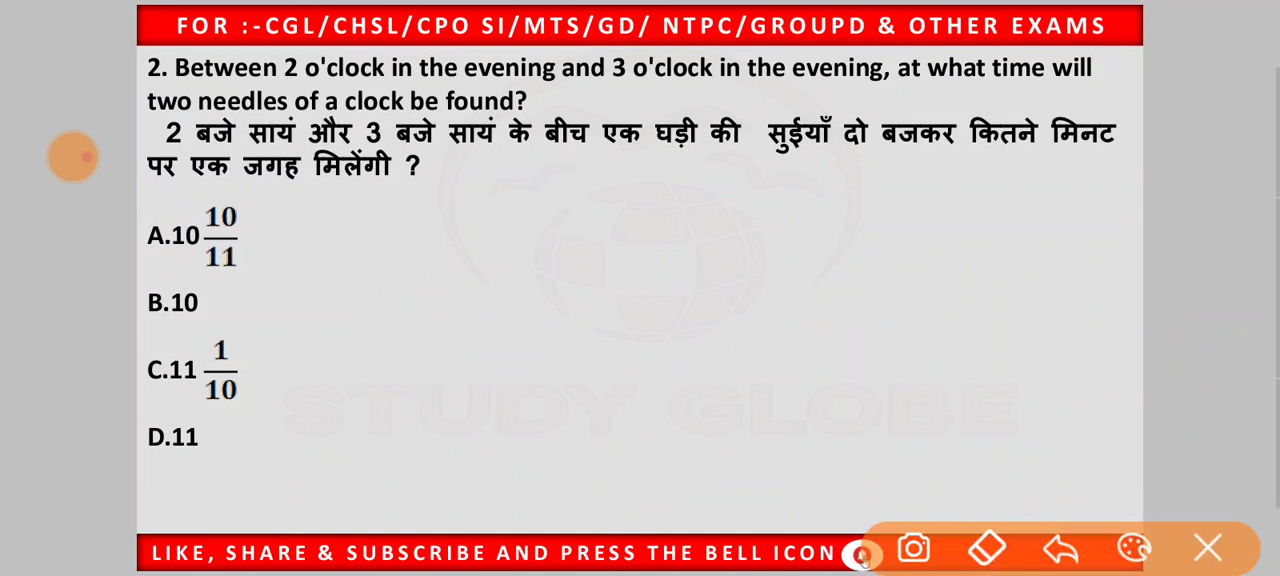 FOR :-CGL/CHSL/CPO SI/MTS/GD/ NTPC/GROUPD & OTHER EXAMS
2. Between 2 o'clock in the evening and 3 o'clock in the evening, at what time will
two needles of a clock be found?
2 बजे सायं और 3 बजे सायं के बीच एक घड़ी की सुईयाँ दो बजकर कितने मिनट
पर एक जगह मिलेंगी ?
A.10 10/11
B.10
C.11 1/10
D.11
STUDY GLOBE
LIKE, SHARE & SUBSCRIBE AND PRESS THE BELL ICON